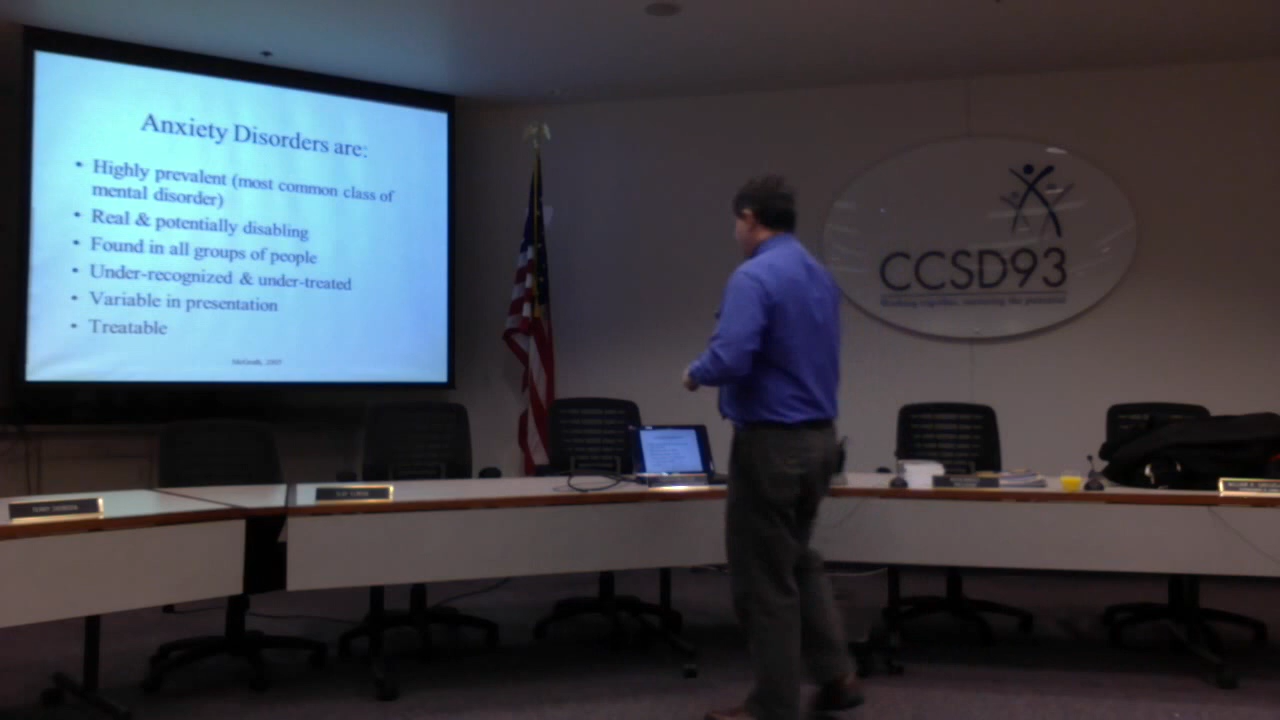 Anxiety Disorders are:
• Highly prevalent (most common class of
mental disorder)
• Real & potentially disabling
• Found in all groups of people
• Under-recognized & under-treated
• Variable in presentation
• Treatable
CCSD93